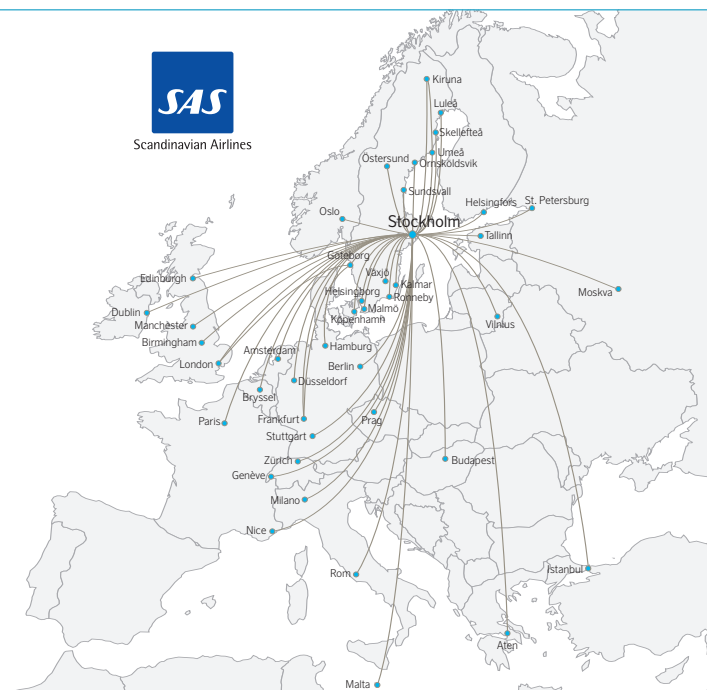 SAS
Scandinavian Airlines
Kiruna
Luleå
Skellefteå
Umeå
Östersund
Örnsköldsvik
Sundsvall
Helsingfors
St. Petersburg
Oslo
Stockholm
Tallinn
Göteborg
Växjö
Edinburgh
Kalmar
Moskva
Helsingborg
Ronneby
Dublin
Malmö
Köpenhamn
Manchester
Vilnius
Birmingham
Hamburg
Amsterdam
London
Berlin
Düsseldorf
Bryssel
Paris
Frankfurt
Prag
Stuttgart
Zürich
Budapest
Genève
Milano
Nice
Rom
Istanbul
Aten
Malta